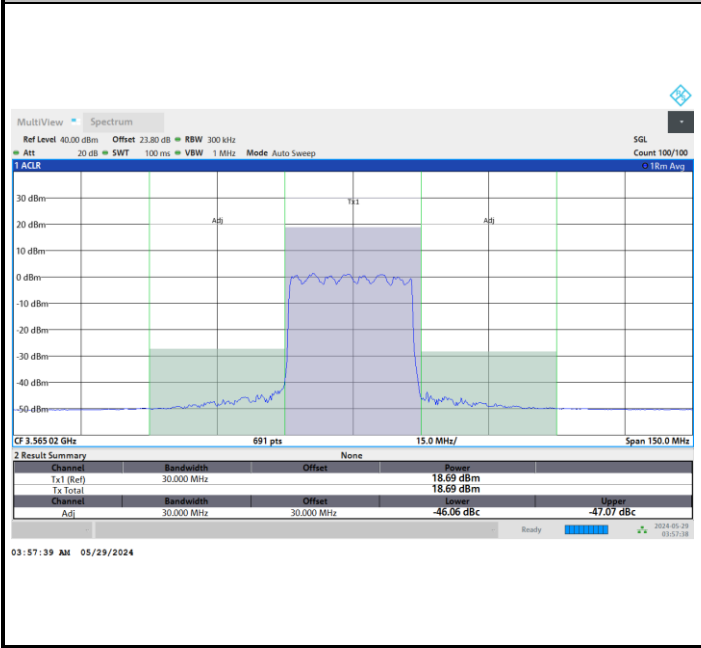 MultiView Spectrum
Ref Level 40.00 dBm Offset 23.80 dB RBW 300 kHz SGL
Att 20 dB SWT 100 ms VBW 1 MHz Mode Auto Sweep Count 100/100
1 ACLR 1Rm Avg
30 dBm
Tx1
20 dBm
Adj Adj
10 dBm
0 dBm
-10 dBm
-20 dBm
-30 dBm
-40 dBm
-50 dBm
CF 3.565 02 GHz 691 pts 15.0 MHz/ Span 150.0 MHz
2 Result Summary None
Channel Bandwidth Offset Power
Tx1 (Ref) 30.000 MHz 18.69 dBm
Tx Total 18.69 dBm
Channel Bandwidth Offset Lower Upper
Adj 30.000 MHz 30.000 MHz -46.06 dBc -47.07 dBc
Ready 2024-05-29
03:57:38
03:57:39 AM 05/29/2024